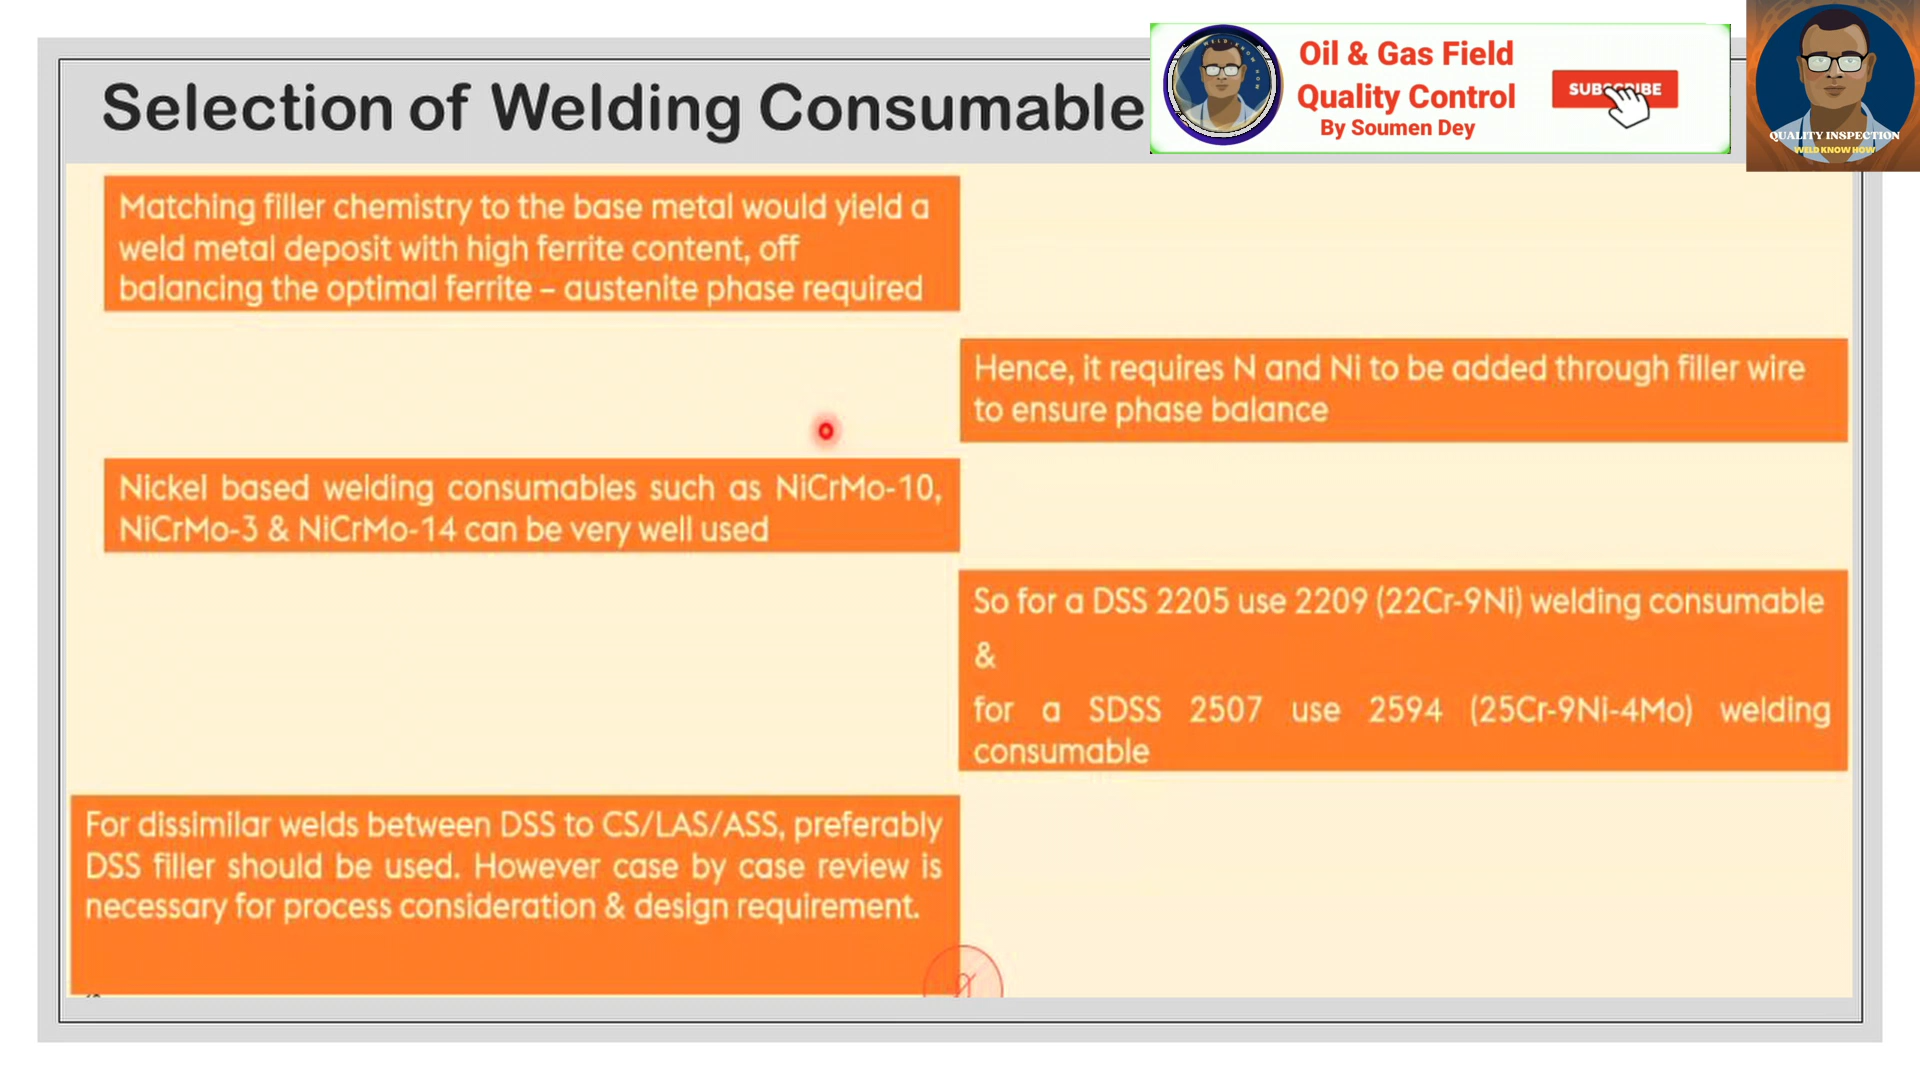 Selection of Welding Consumable
Oil & Gas Field
Quality Control
By Soumen Dey
SUBSCRIBE
QUALITY INSPECTION
WELD KNOW HOW
Matching filler chemistry to the base metal would yield a
weld metal deposit with high ferrite content, off
balancing the optimal ferrite – austenite phase required
Hence, it requires N and Ni to be added through filler wire
to ensure phase balance
Nickel based welding consumables such as NiCrMo-10,
NiCrMo-3 & NiCrMo-14 can be very well used
So for a DSS 2205 use 2209 (22Cr-9Ni) welding consumable
&
for a SDSS 2507 use 2594 (25Cr-9Ni-4Mo) welding
consumable
For dissimilar welds between DSS to CS/LAS/ASS, preferably
DSS filler should be used. However case by case review is
necessary for process consideration & design requirement.